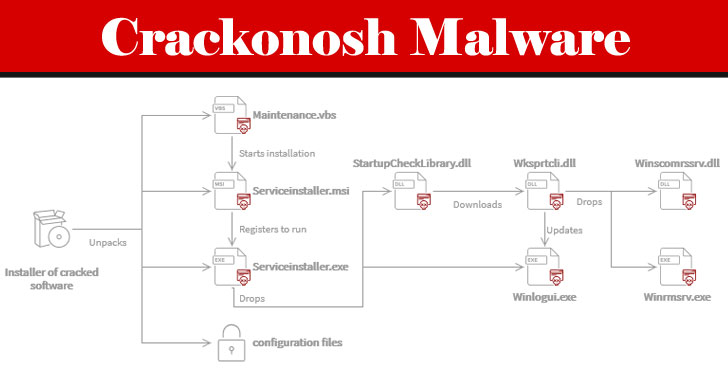 Crackonosh Malware
VBS
Maintenance.vbs
Starts installation
StartupCheckLibrary.dll
Wksprtcli.dll
Winscomrssrv.dll
MSI
Serviceinstaller.msi
DLL
DLL
DLL
Downloads
Drops
Unpacks
Registers to run
Updates
Installer of cracked
software
EXE
Serviceinstaller.exe
EXE
EXE
Drops
Winlogui.exe
Winrmsrv.exe
configuration files